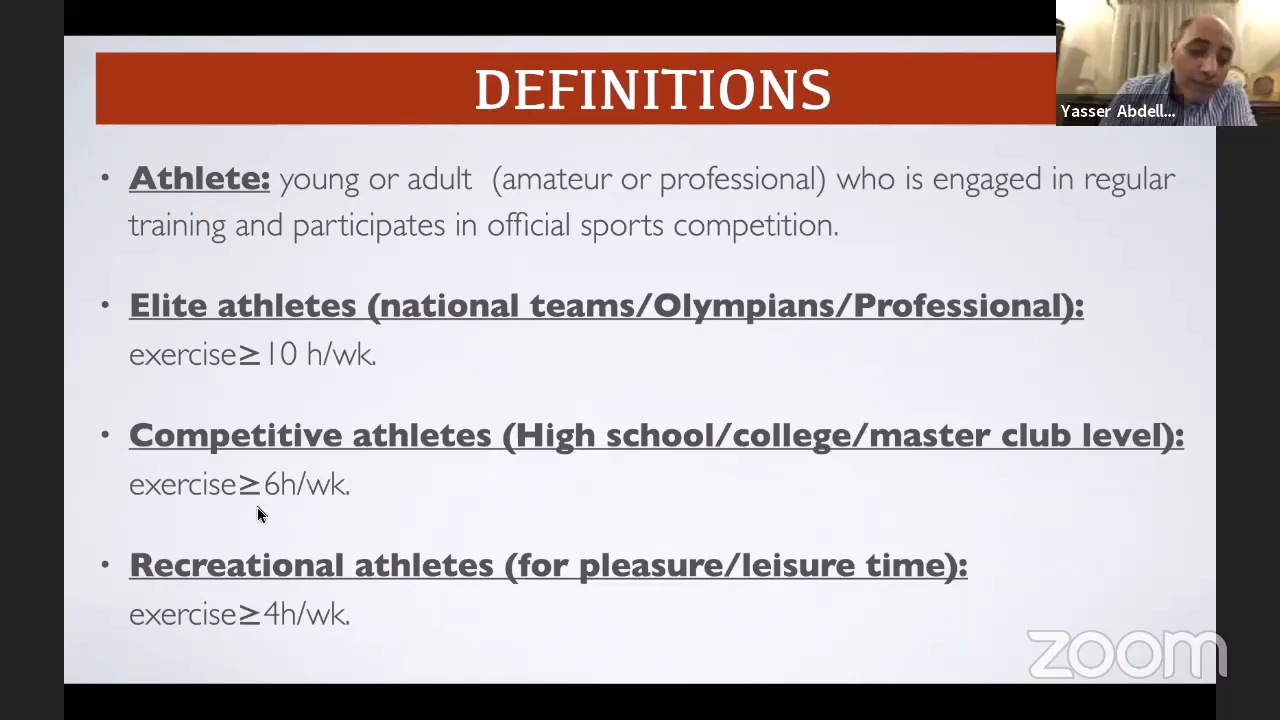 DEFINITIONS
Yasser Abdell...
• Athlete: young or adult (amateur or professional) who is engaged in regular
training and participates in official sports competition.
• Elite athletes (national teams/Olympians/Professional):
exercise≥10 h/wk.
• Competitive athletes (High school/college/master club level):
exercise≥6h/wk.
• Recreational athletes (for pleasure/leisure time):
exercise≥4h/wk.
zoom